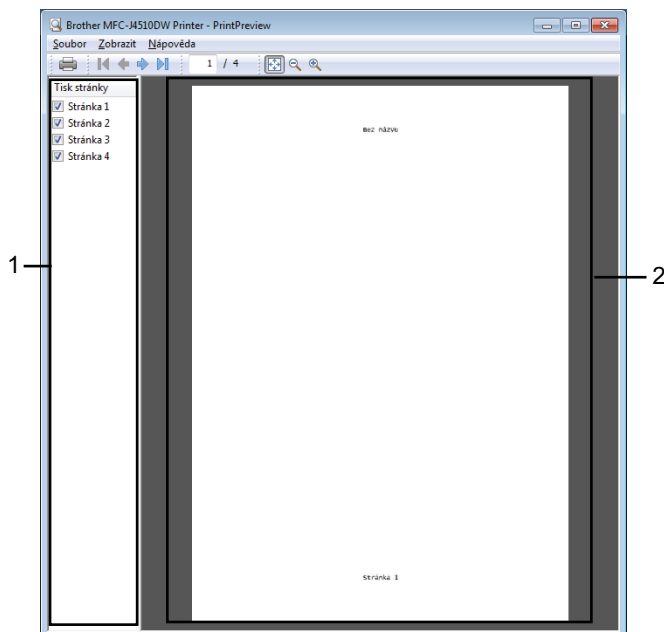 Brother MFC-J4510DW Printer - PrintPreview
Soubor Zobrazit Nápověda
1 / 4
Tisk stránky
Stránka 1
Stránka 2
Stránka 3
Stránka 4
Bez názvu
1
2
Stránka 1